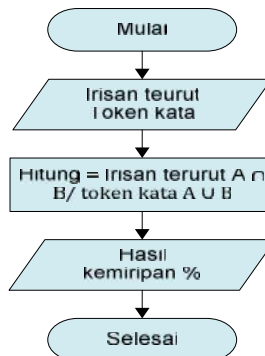 Mulai
Irisan teurut
Token kata
Hitung = Irisan terurut A ∩
B/ token kata A ∪ B
Hasil
kemiripan %
Selesai